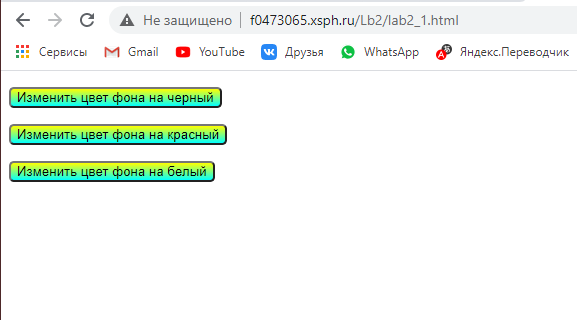 Не защищено | f0473065.xsph.ru/Lb2/lab2_1.html
Сервисы Gmail YouTube Друзья WhatsApp Яндекс.Переводчик
Изменить цвет фона на черный
Изменить цвет фона на красный
Изменить цвет фона на белый